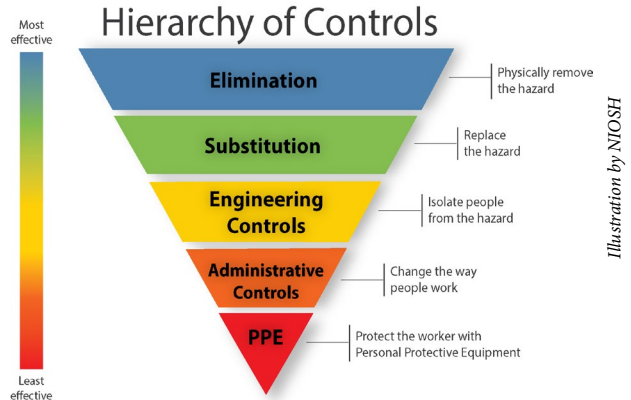 Hierarchy of Controls
Most
effective
Elimination
Physically remove
the hazard
Substitution
Replace
the hazard
Engineering
Controls
Isolate people
from the hazard
Administrative
Controls
Change the way
people work
PPE
Protect the worker with
Personal Protective Equipment
Least
effective
Illustration by NIOSH